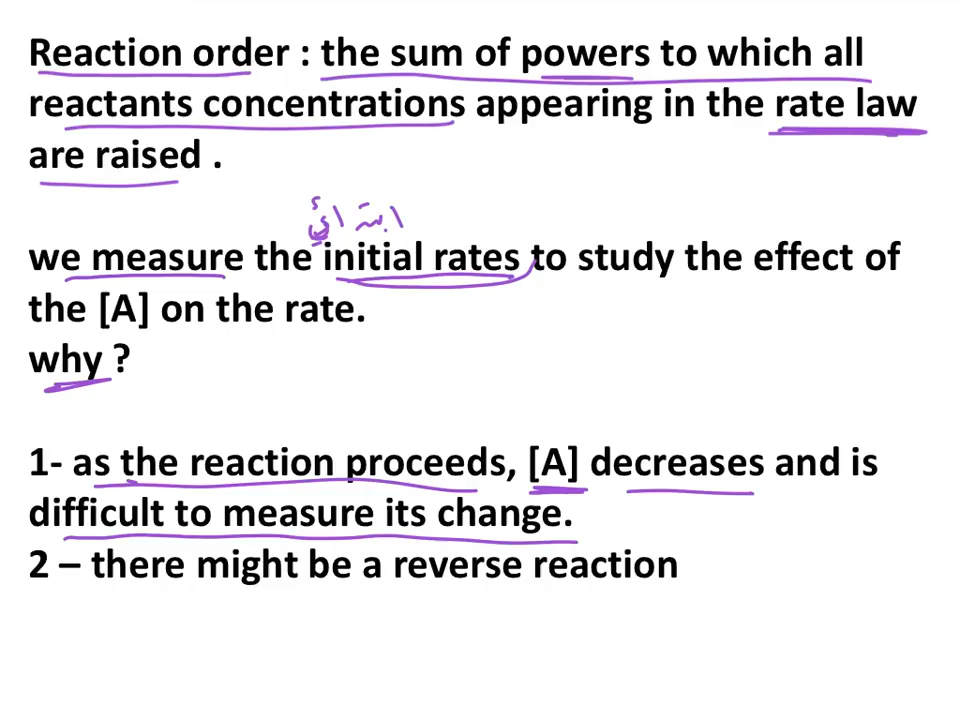 Reaction order : the sum of powers to which all
reactants concentrations appearing in the rate law
are raised .
ابتدائي
we measure the initial rates to study the effect of
the [A] on the rate.
why ?
1- as the reaction proceeds, [A] decreases and is
difficult to measure its change.
2 – there might be a reverse reaction